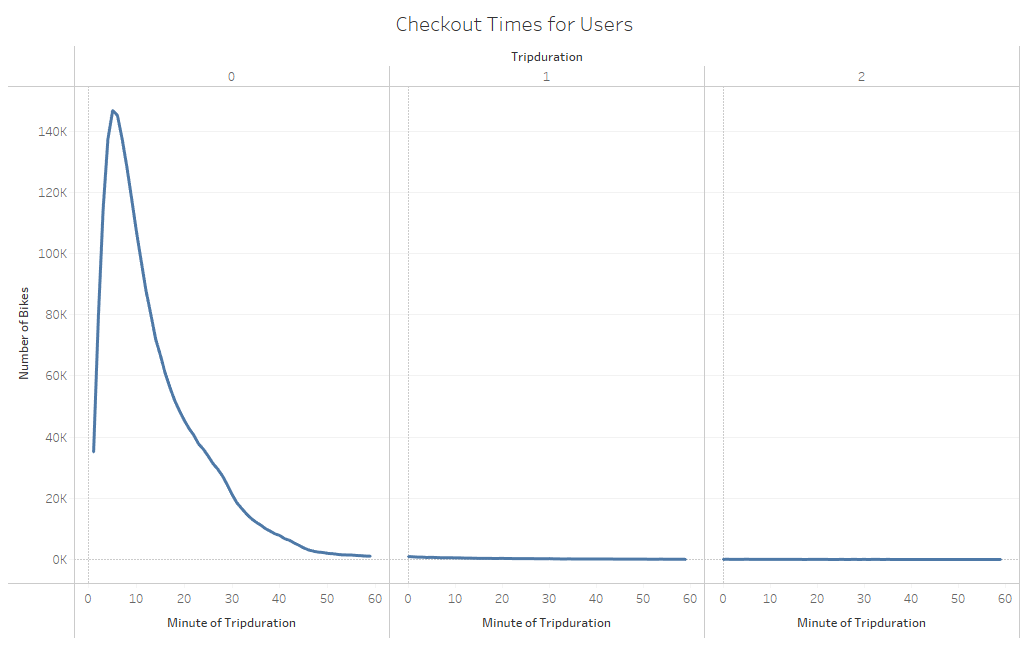 Checkout Times for Users
Tripduration
0 1 2
140K
120K
100K
80K
60K
40K
20K
0K
Number of Bikes
0 10 20 30 40 50 60 0 10 20 30 40 50 60 0 10 20 30 40 50 60
Minute of Tripduration Minute of Tripduration Minute of Tripduration